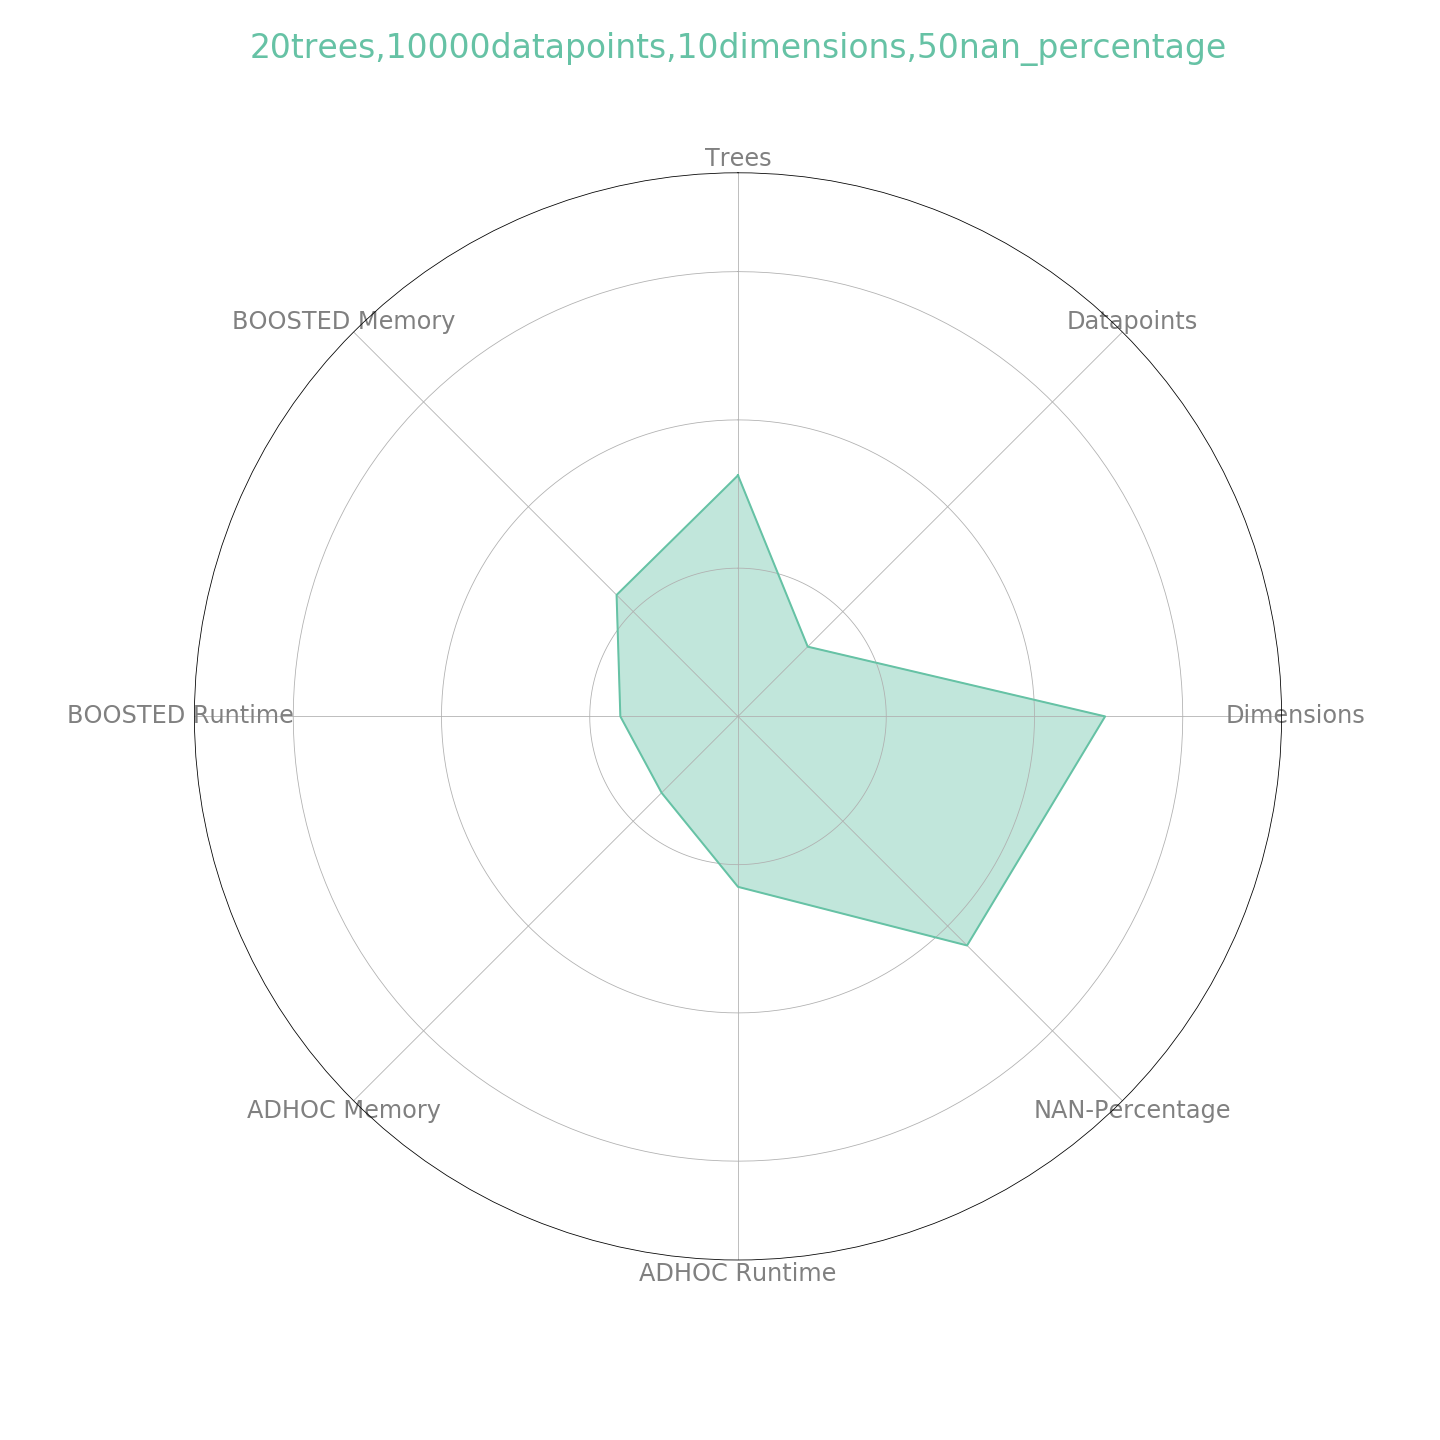 20trees,10000datapoints,10dimensions,50nan_percentage
Trees
BOOSTED Memory
Datapoints
BOOSTED Runtime
Dimensions
ADHOC Memory
NAN-Percentage
ADHOC Runtime